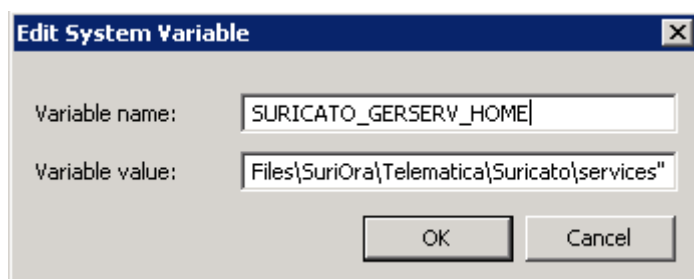 Edit System Variable
Variable name: SURICATO_GERSERV_HOME
Variable value: Files\SuriOra\Telematica\Suricato\services"
OK Cancel